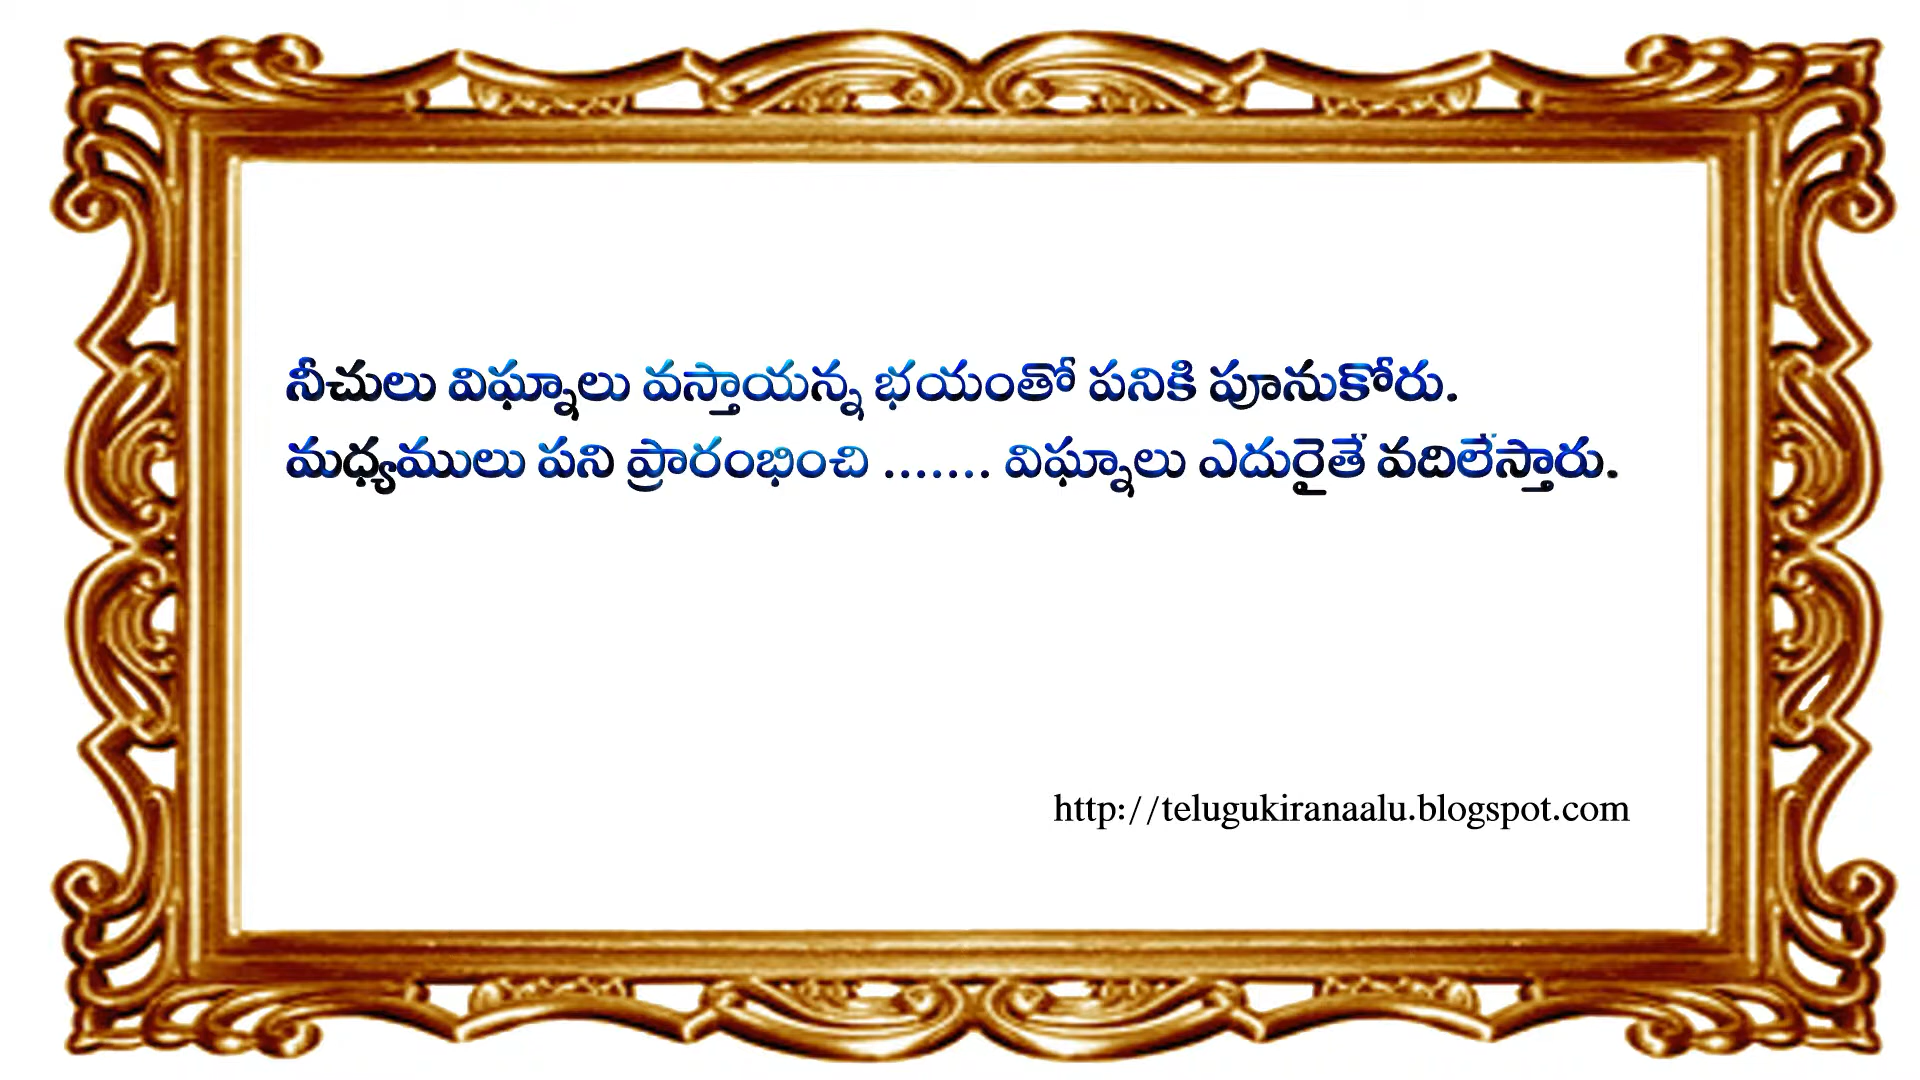 నీచులు విఘ్నాలు వస్తాయన్న భయంతో పనికి పూనుకోరు.
మధ్యములు పని ప్రారంభించి ....... విఘ్నాలు ఎదురైతే వదిలేస్తారు.
http://telugukiranaalu.blogspot.com